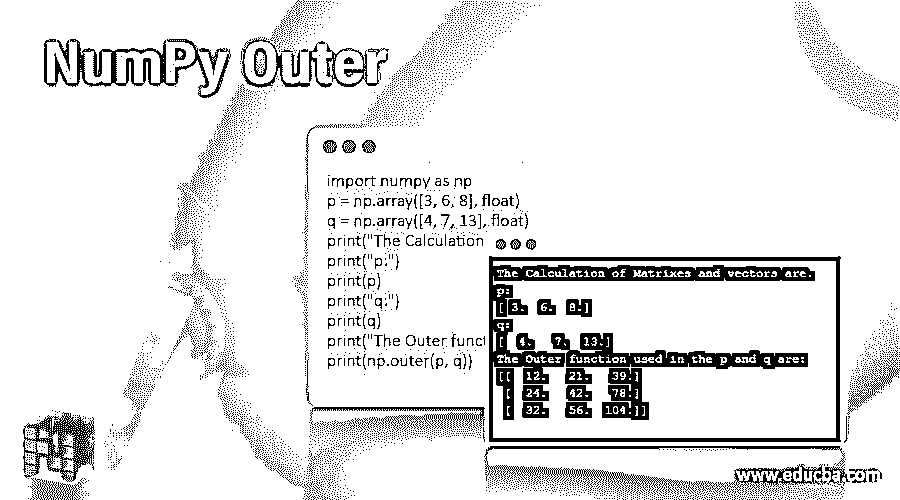 NumPy Outer
import numpy as np
p = np.array([3, 6, 8], float)
q = np.array([4, 7, 13], float)
print("The Calculation
print("p:")
print(p)
print("q:")
print(q)
print("The Outer funct
print(np.outer(p, q))
The Calculation of Matrixes and vectors are.
p:
[ 3. 6. 8.]
q:
[ 4. 7. 13.]
The Outer function used in the p and q are:
[[ 12. 21. 39.]
[ 24. 42. 78.]
[ 32. 56. 104.]]
www.educba.com